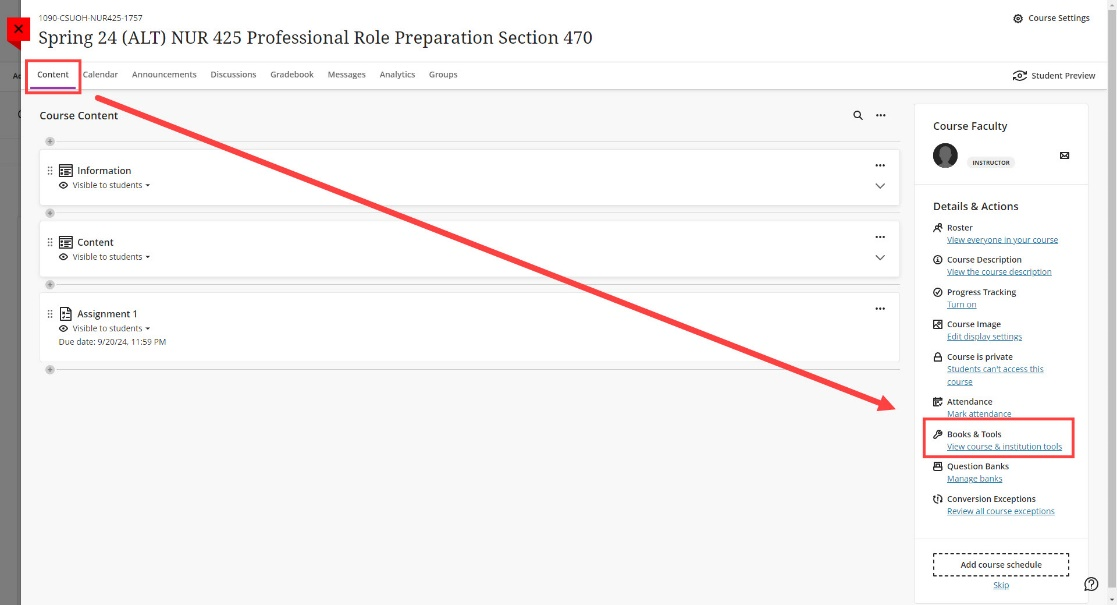 1090-CSUOH-NUR425-1757
Course Settings
Spring 24 (ALT) NUR 425 Professional Role Preparation Section 470
Content Calendar Announcements Discussions Gradebook Messages Analytics Groups
Student Preview
Course Content
Information
Visible to students
Content
Visible to students
Assignment 1
Visible to students
Due date: 9/20/24, 11:59 PM
Course Faculty
INSTRUCTOR
Details & Actions
Roster
View everyone in your course
Course Description
View the course description
Progress Tracking
Turn on
Course Image
Edit display settings
Course is private
Students can't access this
course
Attendance
Mark attendance
Books & Tools
View course & institution tools
Question Banks
Manage banks
Conversion Exceptions
Review all course exceptions
Add course schedule
Skip